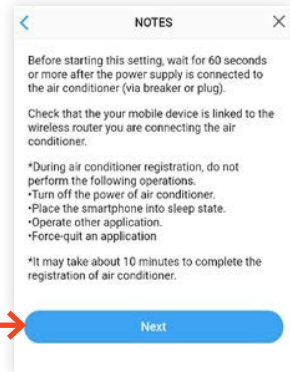 NOTES
Before starting this setting, wait for 60 seconds
or more after the power supply is connected to
the air conditioner (via breaker or plug).
Check that the your mobile device is linked to the
wireless router you are connecting the air
conditioner.
*During air conditioner registration, do not
perform the following operations.
•Turn off the power of air conditioner.
•Place the smartphone into sleep state.
•Operate other application.
•Force-quit an application
*It may take about 10 minutes to complete the
registration of air conditioner.
Next